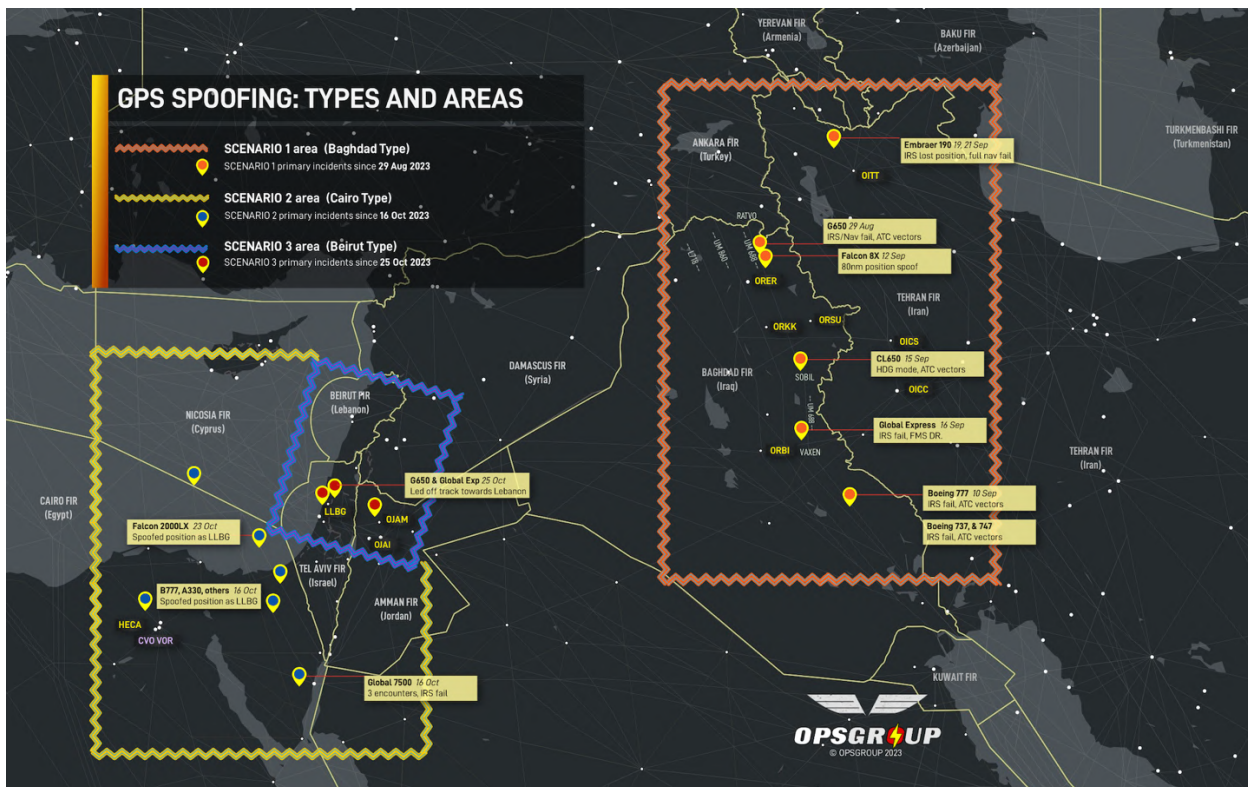 GPS SPOOFING: TYPES AND AREAS
SCENARIO 1 area (Baghdad Type)
SCENARIO 1 primary incidents since 29 Aug 2023
SCENARIO 2 area (Cairo Type)
SCENARIO 2 primary incidents since 16 Oct 2023
SCENARIO 3 area (Beirut Type)
SCENARIO 3 primary incidents since 25 Oct 2023
YEREVAN FIR
(Armenia)
BAKU FIR
(Azerbaijan)
TURKMENBASHI FIR
(Turkmenistan)
ANKARA FIR
(Turkey)
Embraer 190 19, 21 Sep
IRS lost position, full nav fail
OITT
RATVO
G650 29 Aug
IRS/Nav fail, ATC vectors
UM 860
UM 688
Falcon 8X 12 Sep
80nm position spoof
ORER
TEHRAN FIR
(Iran)
ORKK
ORSU
OICS
CL650 15 Sep
HDG mode, ATC vectors
SOBIL
BAGHDAD FIR
(Iraq)
OICC
UM 688
Global Express 16 Sep
IRS fail, FMS DR.
ORBI
VAXEN
TEHRAN FIR
(Iran)
Boeing 777 10 Sep
IRS fail, ATC vectors
Boeing 737, & 747
IRS fail, ATC vectors
KUWAIT FIR
DAMASCUS FIR
(Syria)
BEIRUT FIR
(Lebanon)
NICOSIA FIR
(Cyprus)
CAIRO FIR
(Egypt)
G650 & Global Exp 25 Oct
Led off track towards Lebanon
LLBG
OJAM
OJAI
Falcon 2000LX 23 Oct
Spoofed position as LLBG
TEL AVIV FIR
(Israel)
B777, A330, others 16 Oct
Spoofed position as LLBG
AMMAN FIR
(Jordan)
HECA
CVO VOR
Global 7500 16 Oct
3 encounters, IRS fail
OPSGROUP
© OPSGROUP 2023